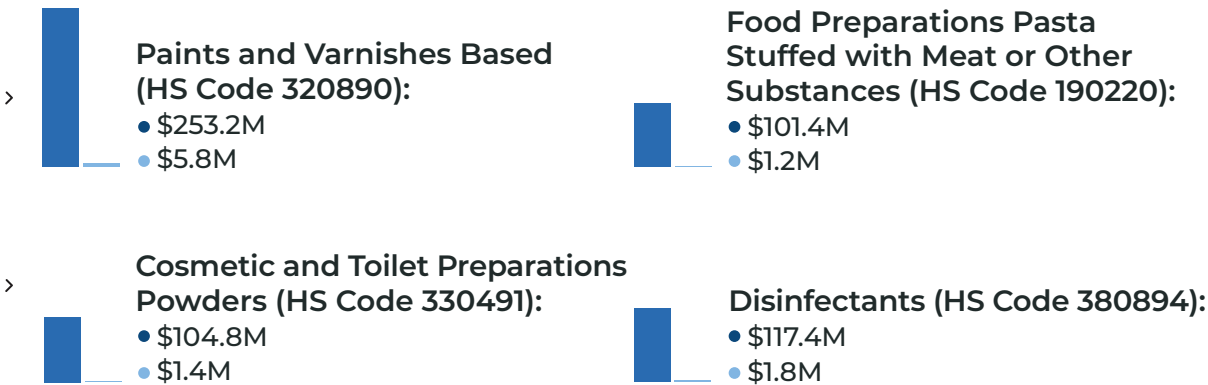 Paints and Varnishes Based
(HS Code 320890):
$253.2M
$5.8M
Food Preparations Pasta
Stuffed with Meat or Other
Substances (HS Code 190220):
$101.4M
$1.2M
Cosmetic and Toilet Preparations
Powders (HS Code 330491):
$104.8M
$1.4M
Disinfectants (HS Code 380894):
$117.4M
$1.8M